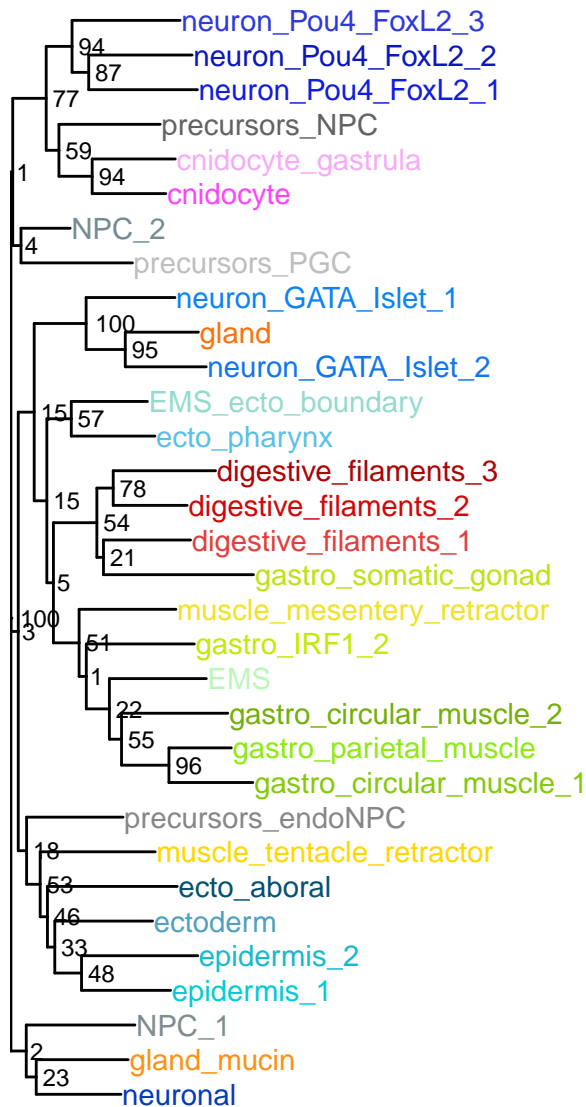 neuron_Pou4_FoxL2_3
94
neuron_Pou4_FoxL2_2
87
neuron_Pou4_FoxL2_1
77
precursors_NPC
59
cnidocyte_gastrula
94
cnidocyte
1
NPC_2
4
precursors_PGC
neuron_GATA_Islet_1
100
gland
95
neuron_GATA_Islet_2
EMS_ecto_boundary
15
57
ecto_pharynx
digestive_filaments_3
78
15
digestive_filaments_2
54
digestive_filaments_1
21
gastro_somatic_gonad
5
muscle_mesentery_retractor
100
3
51
gastro_IRF1_2
1
EMS
22
gastro_circular_muscle_2
55
gastro_parietal_muscle
96
gastro_circular_muscle_1
precursors_endoNPC
18
muscle_tentacle_retractor
53
ecto_aboral
46
ectoderm
33
epidermis_2
48
epidermis_1
NPC_1
2
gland_mucin
23
neuronal